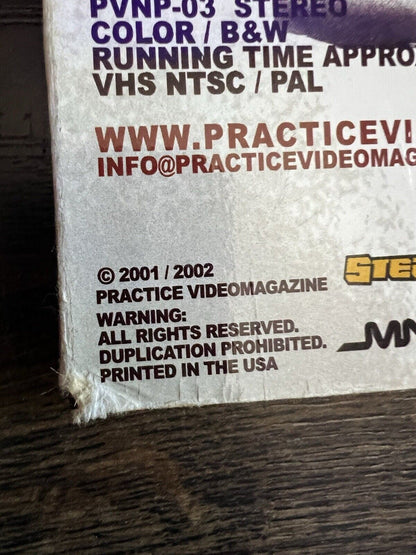 PVNP-03 STEREO
COLOR / B&W
RUNNING TIME APPROX
VHS NTSC / PAL
WWW.PRACTICEVI
INFO@PRACTICEVIDEOMAG
© 2001 / 2002
PRACTICE VIDEOMAGAZINE
WARNING:
ALL RIGHTS RESERVED.
DUPLICATION PROHIBITED.
PRINTED IN THE USA